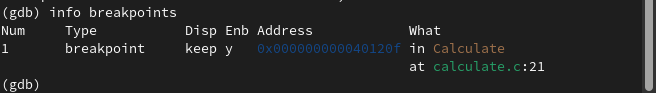 (gdb) info breakpoints
Num Type Disp Enb Address What
1 breakpoint keep y 0x000000000040120f in Calculate
at calculate.c:21
(gdb)